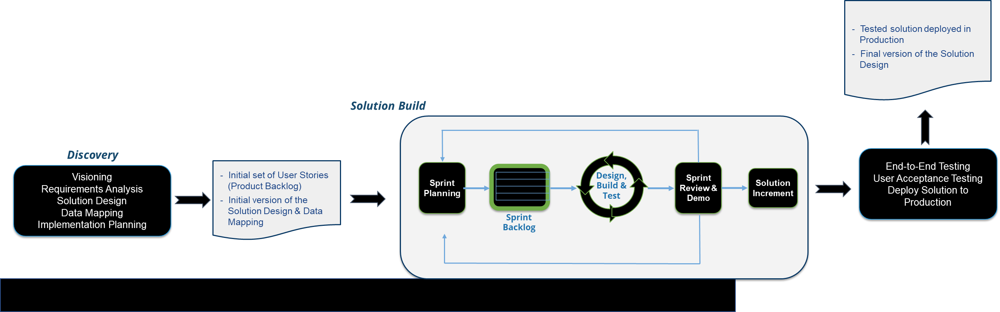 Discovery
Visioning
Requirements Analysis
Solution Design
Data Mapping
Implementation Planning
- Initial set of User Stories
(Product Backlog)
- Initial version of the
Solution Design & Data
Mapping
Solution Build
Sprint
Planning
Sprint
Backlog
Design,
Build &
Test
Sprint
Review &
Demo
Solution
Increment
End-to-End Testing
User Acceptance Testing
Deploy Solution to
Production
- Tested solution deployed in
Production
- Final version of the Solution
Design